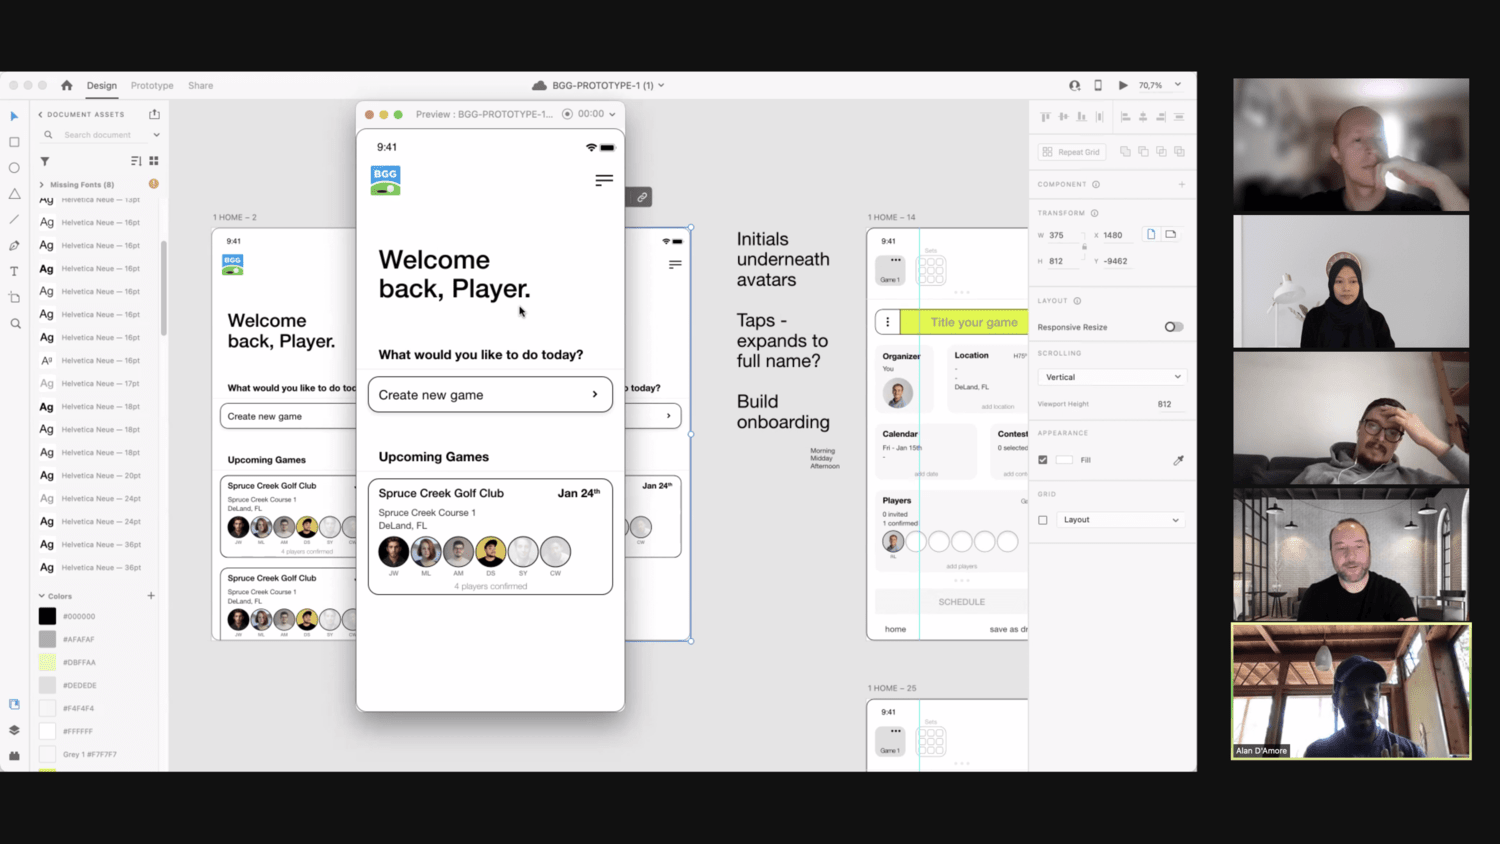 Design
Prototype
Share
BGG-PROTOTYPE-1 (1)
70,7%
DOCUMENT ASSETS
Search document
Missing Fonts (8)
Ag Helvetica Neue — 13pt
Ag Helvetica Neue — 16pt
Ag Helvetica Neue — 16pt
Ag Helvetica Neue — 16pt
Ag Helvetica Neue — 16pt
Ag Helvetica Neue — 16pt
Ag Helvetica Neue — 16pt
Ag Helvetica Neue — 16pt
Ag Helvetica Neue — 17pt
Ag Helvetica Neue — 18pt
Ag Helvetica Neue — 18pt
Ag Helvetica Neue — 18pt
Ag Helvetica Neue — 20pt
Ag Helvetica Neue — 24pt
Ag Helvetica Neue — 24pt
Ag Helvetica Neue — 36pt
Ag Helvetica Neue — 36pt
Colors
#000000
#AFAFAF
#DBFFAA
#DEDEDE
#F4F4F4
#FFFFFF
Grey 1 #F7F7F7
1 HOME – 2
9:41
BGG
Welcome
back, Player.
What would you like to do
Create new game
Upcoming Games
Spruce Creek Golf Club
Spruce Creek Course 1
DeLand, FL
JW ML AM DS SY CW
4 players confirmed
Spruce Creek Golf Club
Spruce Creek Course 1
DeLand, FL
JW ML AM DS SY CW
Preview : BGG-PROTOTYPE-1...
00:00
9:41
BGG
Welcome
back, Player.
What would you like to do today?
Create new game
Upcoming Games
Spruce Creek Golf Club Jan 24th
Spruce Creek Course 1
DeLand, FL
JW ML AM DS SY CW
4 players confirmed
today?
Jan 24th
CW
Initials
underneath
avatars
Taps -
expands to
full name?
Build
onboarding
Morning
Midday
Afternoon
1 HOME – 14
9:41
Sets
Game 1
Title your game
Organizer
You
Location
DeLand, FL
add location
Calendar
Fri - Jan 15th
-
add date
Contest
0 selected
Players
0 invited
1 confirmed
add players
SCHEDULE
home
save as dr
1 HOME – 25
9:41
Sets
Game 1
Repeat Grid
COMPONENT
TRANSFORM
W 375 X 1480
H 812 Y -9462
LAYOUT
Responsive Resize
SCROLLING
Vertical
Viewport Height 812
APPEARANCE
Fill
GRID
Layout
Alan D'Amore